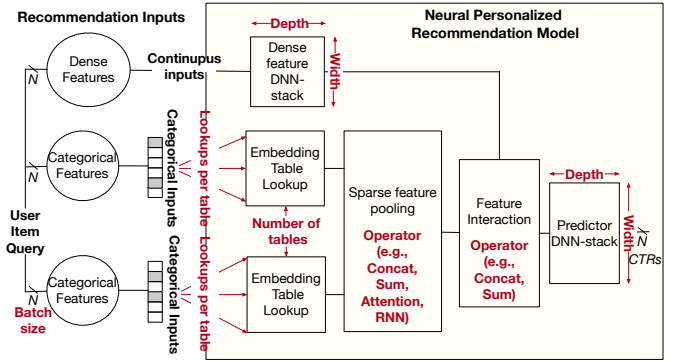 Recommendation Inputs
Neural Personalized
Recommendation Model
Dense
Features
N
Continupus
inputs
Depth
Dense
feature
DNN-
stack
Width
Categorical
Features
N
Categorical Inputs
Lookups per table
Embedding
Table
Lookup
Number of
tables
User
Item
Query
Categorical
Features
N
Batch
size
Categorical Inputs
Lookups per table
Embedding
Table
Lookup
Sparse feature
pooling
Operator
(e.g.,
Concat,
Sum,
Attention,
RNN)
Feature
Interaction
Operator
(e.g.,
Concat,
Sum)
Depth
Predictor
DNN-stack
Width
N
CTRs